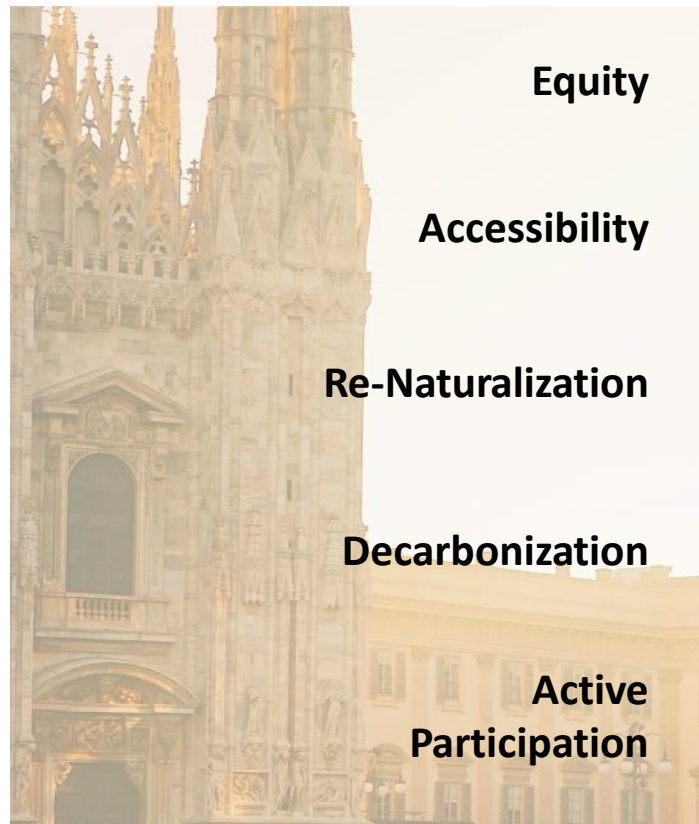 Equity
Accessibility
Re-Naturalization
Decarbonization
Active
Participation